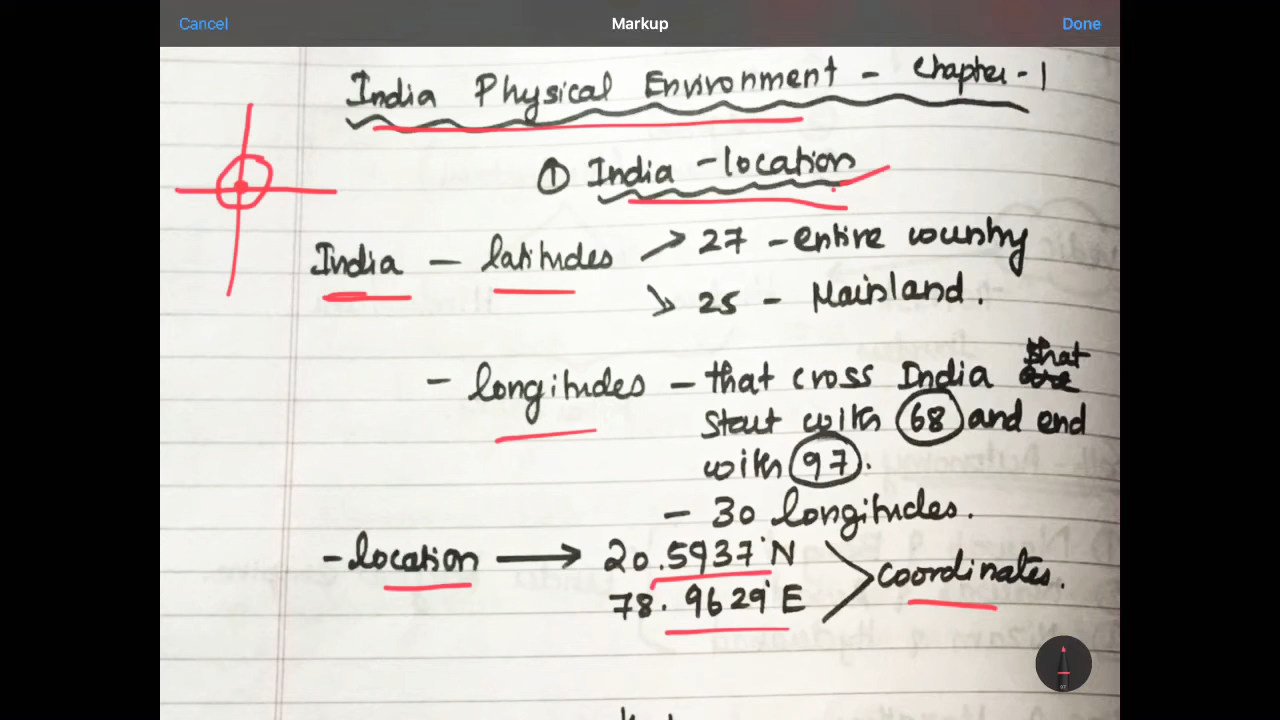 Cancel Markup Done
India Physical Environment - Chapter-1
① India - location
India - latitudes 27 - entire country
25 - Mainland.
- longitudes - that cross India that
start with 68 and end
with 97.
- 30 longitudes.
- location → 20.5937°N
78.9629°E
coordinates.